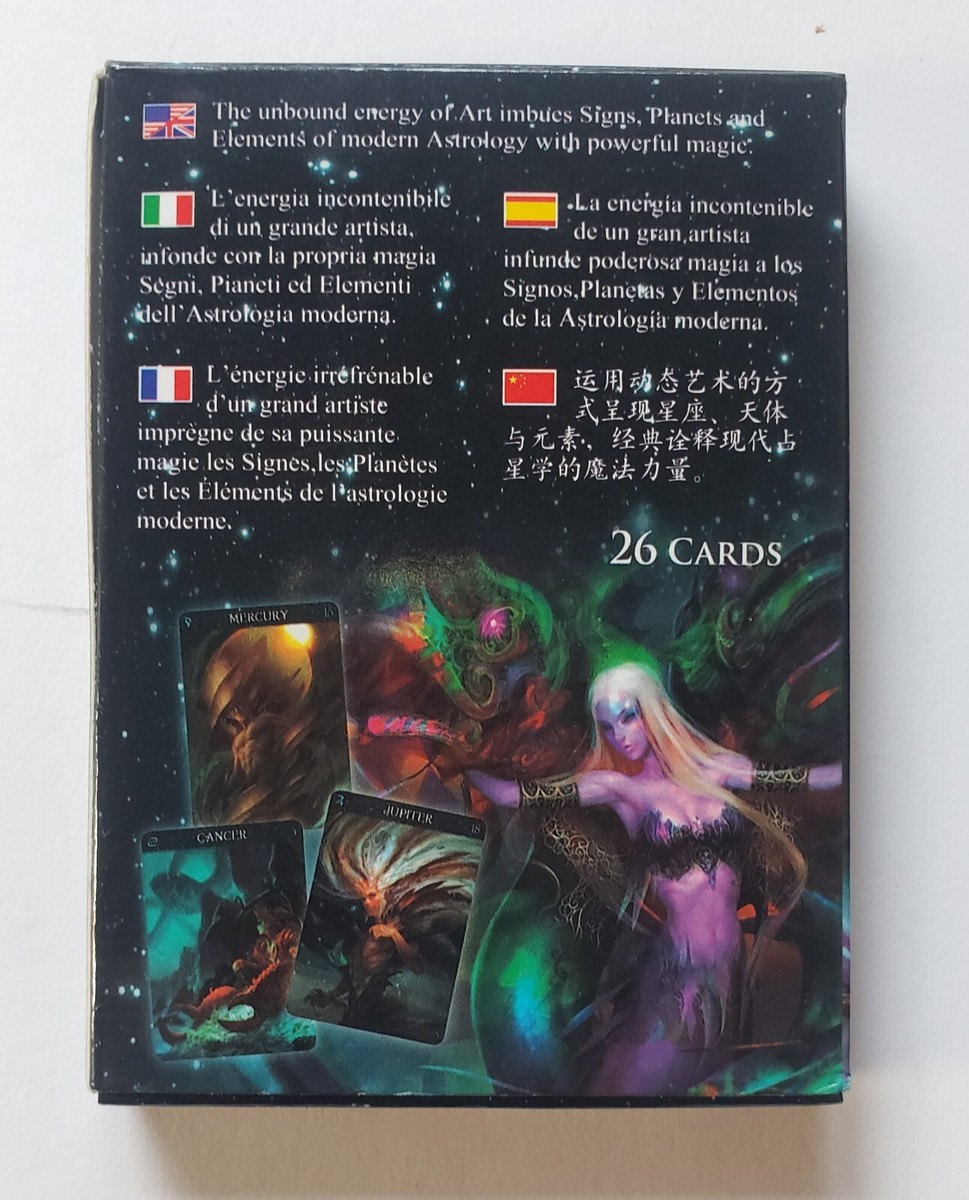 The unbound energy of Art imbues Signs, Planets and
Elements of modern Astrology with powerful magic.
L'energia incontenibile
di un grande artista,
infonde con la propria magia
Segni, Pianeti ed Elementi
dell'Astrologia moderna.
La energía incontenible
de un gran artista
infunde poderosa magia a los
Signos, Planetas y Elementos
de la Astrología moderna.
L'énergie irréfrénable
d'un grand artiste
imprègne de sa puissante
magie les Signes, les Planètes
et les Éléments de l'astrologie
moderne.
运用动态艺术的方
式呈现星座、天体
与元素，经典诠释现代占
星学的魔法力量。
26 CARDS
MERCURY
CANCER
JUPITER 18